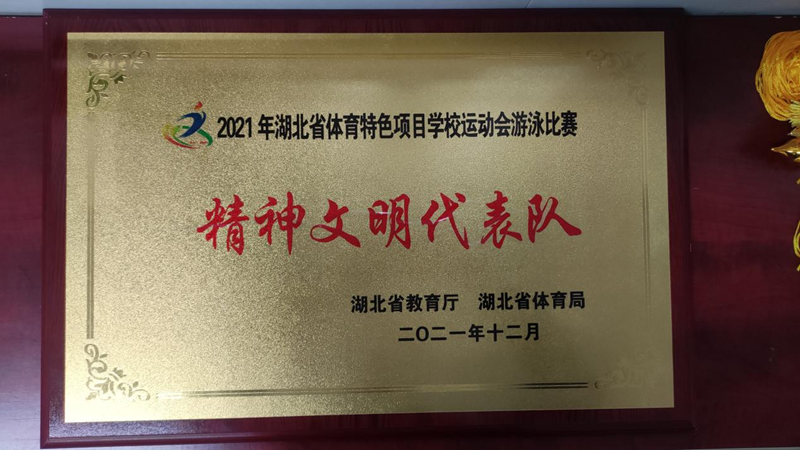 2021年湖北省体育特色项目学校运动会游泳比赛
精神文明代表队
湖北省教育厅 湖北省体育局
二〇二一年十二月